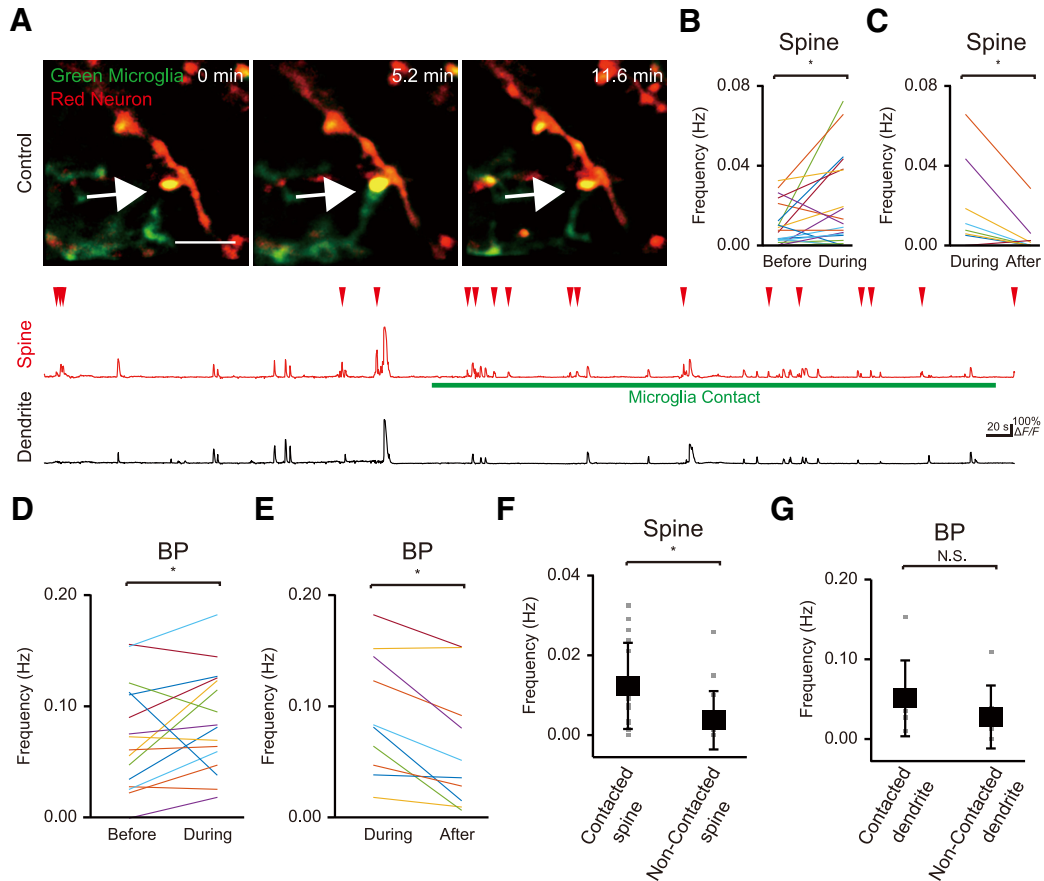 A
Green Microglia
Red Neuron
0 min
5.2 min
11.6 min
Control
B
Spine
*
Frequency (Hz)
0.08
0.04
0.00
Before
During
C
Spine
*
Frequency (Hz)
0.08
0.04
0.00
During
After
Spine
Microglia Contact
Dendrite
20 s
100%
ΔF/F
D
BP
*
Frequency (Hz)
0.20
0.10
0.00
Before
During
E
BP
*
Frequency (Hz)
0.20
0.10
0.00
During
After
F
Spine
*
Frequency (Hz)
0.04
0.02
0.00
Contacted
spine
Non-Contacted
spine
G
BP
N.S.
Frequency (Hz)
0.20
0.10
0.00
Contacted
dendrite
Non-Contacted
dendrite